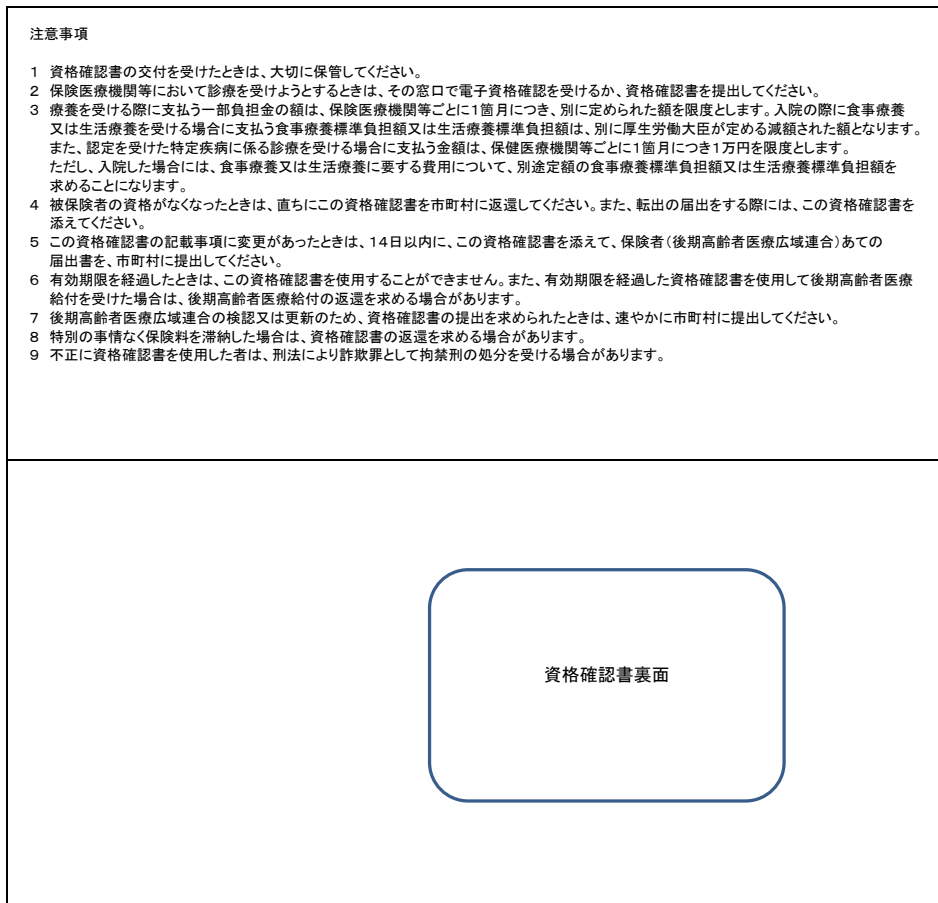 注意事項
1 資格確認書の交付を受けたときは、大切に保管してください。
2 保険医療機関等において診療を受けようとするときは、その窓口で電子資格確認を受けるか、資格確認書を提出してください。
3 療養を受ける際に支払う一部負担金の額は、保険医療機関等ごとに1箇月につき、別に定められた額を限度とします。入院の際に食事療養
又は生活療養を受ける場合に支払う食事療養標準負担額又は生活療養標準負担額は、別に厚生労働大臣が定める減額された額となります。
また、認定を受けた特定疾病に係る診療を受ける場合に支払う金額は、保健医療機関等ごとに1箇月につき1万円を限度とします。
ただし、入院した場合には、食事療養又は生活療養に要する費用について、別途定額の食事療養標準負担額又は生活療養標準負担額を
求めることになります。
4 被保険者の資格がなくなったときは、直ちにこの資格確認書を市町村に返還してください。また、転出の届出をする際には、この資格確認書を
添えてください。
5 この資格確認書の記載事項に変更があったときは、14日以内に、この資格確認書を添えて、保険者(後期高齢者医療広域連合)あての
届出書を、市町村に提出してください。
6 有効期限を経過したときは、この資格確認書を使用することができません。また、有効期限を経過した資格確認書を使用して後期高齢者医療
給付を受けた場合は、後期高齢者医療給付の返還を求める場合があります。
7 後期高齢者医療広域連合の検認又は更新のため、資格確認書の提出を求められたときは、速やかに市町村に提出してください。
8 特別の事情なく保険料を滞納した場合は、資格確認書の返還を求める場合があります。
9 不正に資格確認書を使用した者は、刑法により詐欺罪として拘禁刑の処分を受ける場合があります。
資格確認書裏面